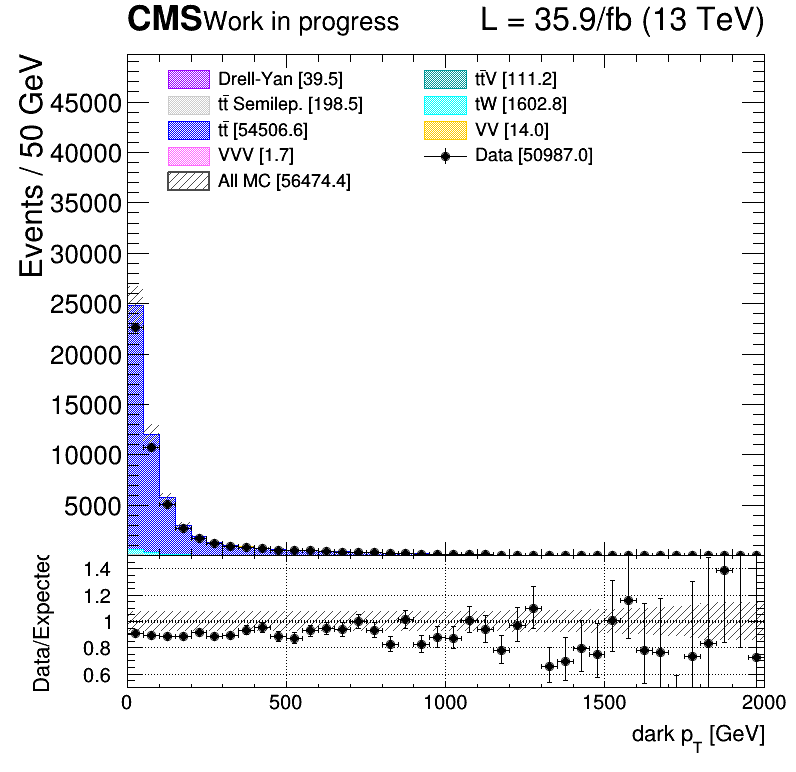 CMS Work in progress L = 35.9/fb (13 TeV)
Events / 50 GeV
Drell-Yan [39.5]
tt̄ Semilep. [198.5]
tt̄ [54506.6]
VVV [1.7]
All MC [56474.4]
tt̄V [111.2]
tW [1602.8]
VV [14.0]
Data [50987.0]
45000
40000
35000
30000
25000
20000
15000
10000
5000
Data/Expected
1.4
1.2
1
0.8
0.6
0 500 1000 1500 2000
dark p_T [GeV]